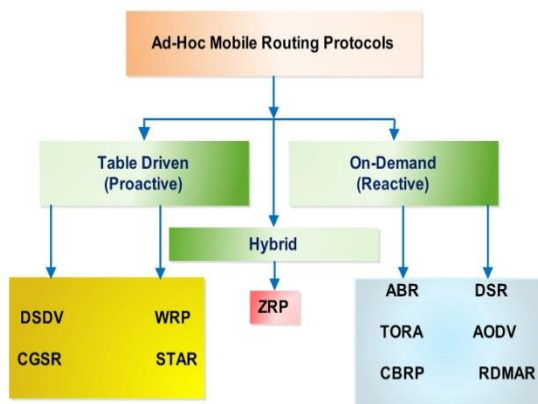 Ad-Hoc Mobile Routing Protocols
Table Driven
(Proactive)
On-Demand
(Reactive)
Hybrid
ZRP
DSDV WRP
CGSR STAR
ABR DSR
TORA AODV
CBRP RDMAR